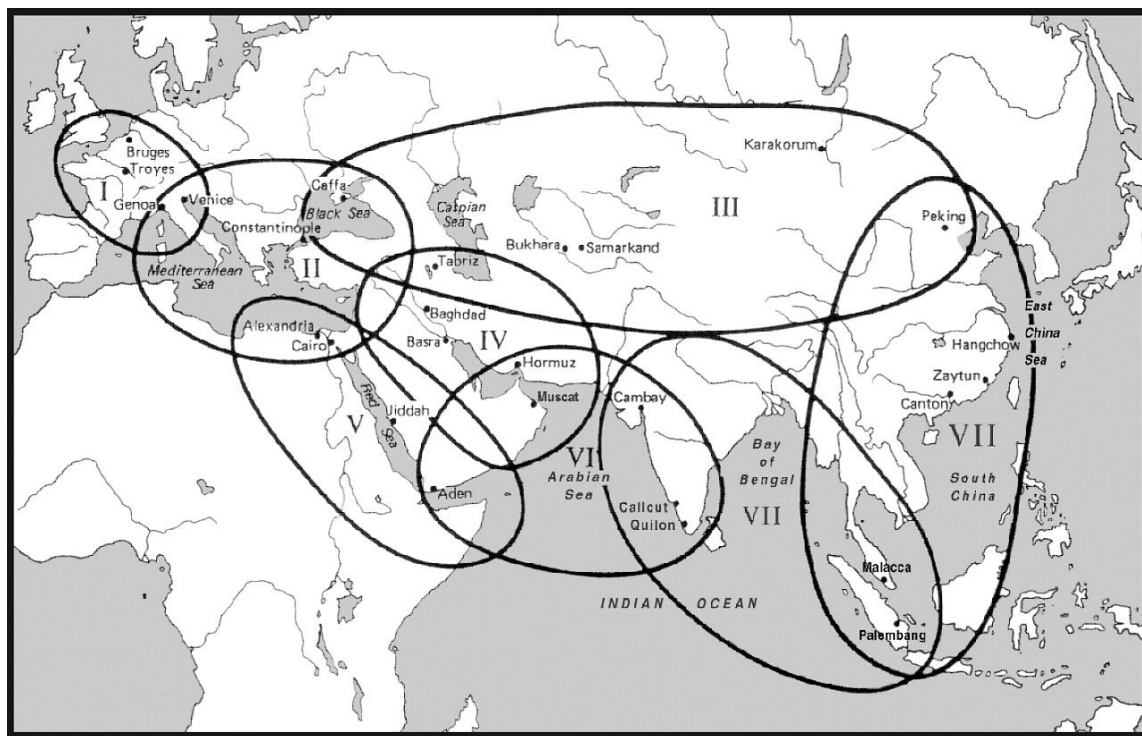 Bruges
Troyes
I
Genoa
Venice
Caffa
Black Sea
Constantinople
II
Mediterranean
Sea
Caspian
Sea
Karakorum
III
Bukhara
Samarkand
Peking
Tabriz
Baghdad
IV
Basra
Alexandria
Cairo
Hormuz
Muscat
Red
Sea
Jiddah
V
Aden
VI
Arabian
Sea
Cambay
Calicut
Quilon
Bay
of
Bengal
VII
East
China
Sea
Hangchow
Zaytun
Canton
VII
South
China
Malacca
Palembang
INDIAN OCEAN